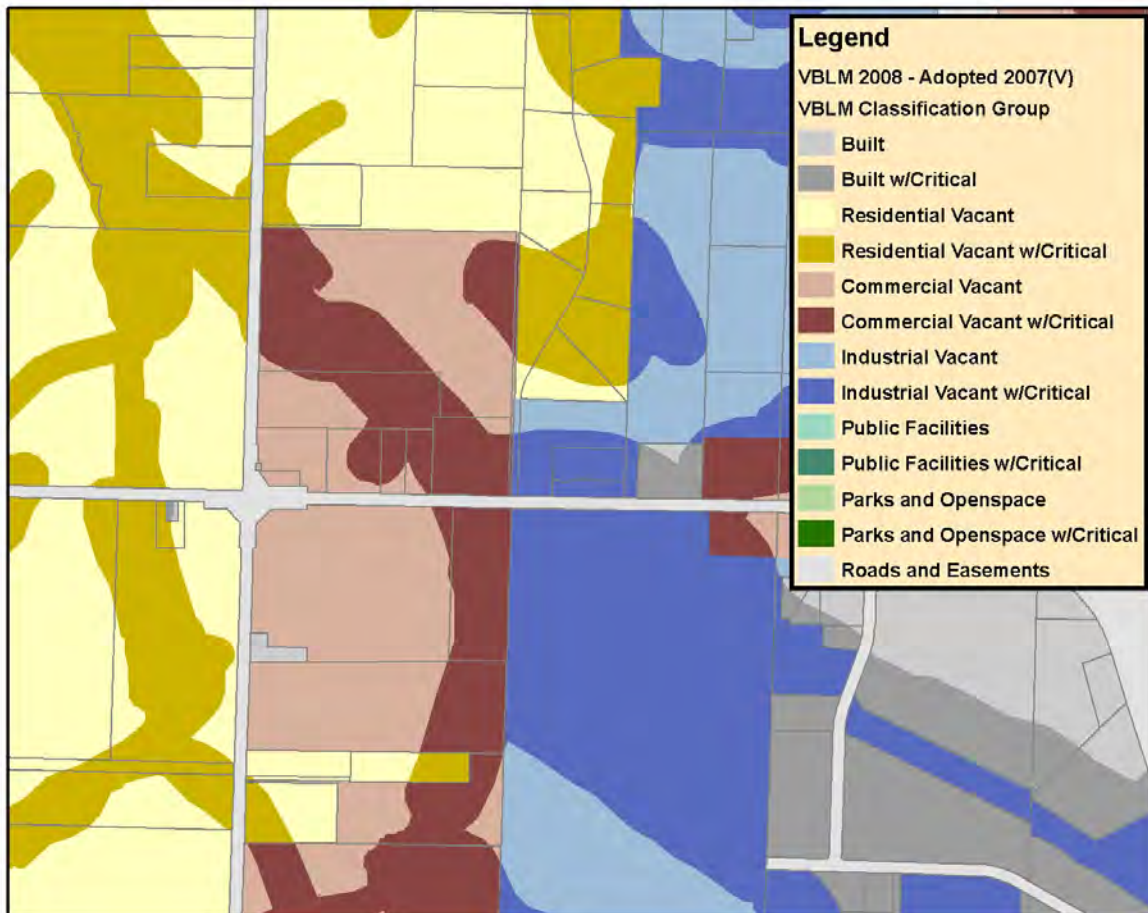 Legend
VBLM 2008 - Adopted 2007(V)
VBLM Classification Group
Built
Built w/Critical
Residential Vacant
Residential Vacant w/Critical
Commercial Vacant
Commercial Vacant w/Critical
Industrial Vacant
Industrial Vacant w/Critical
Public Facilities
Public Facilities w/Critical
Parks and Openspace
Parks and Openspace w/Critical
Roads and Easements